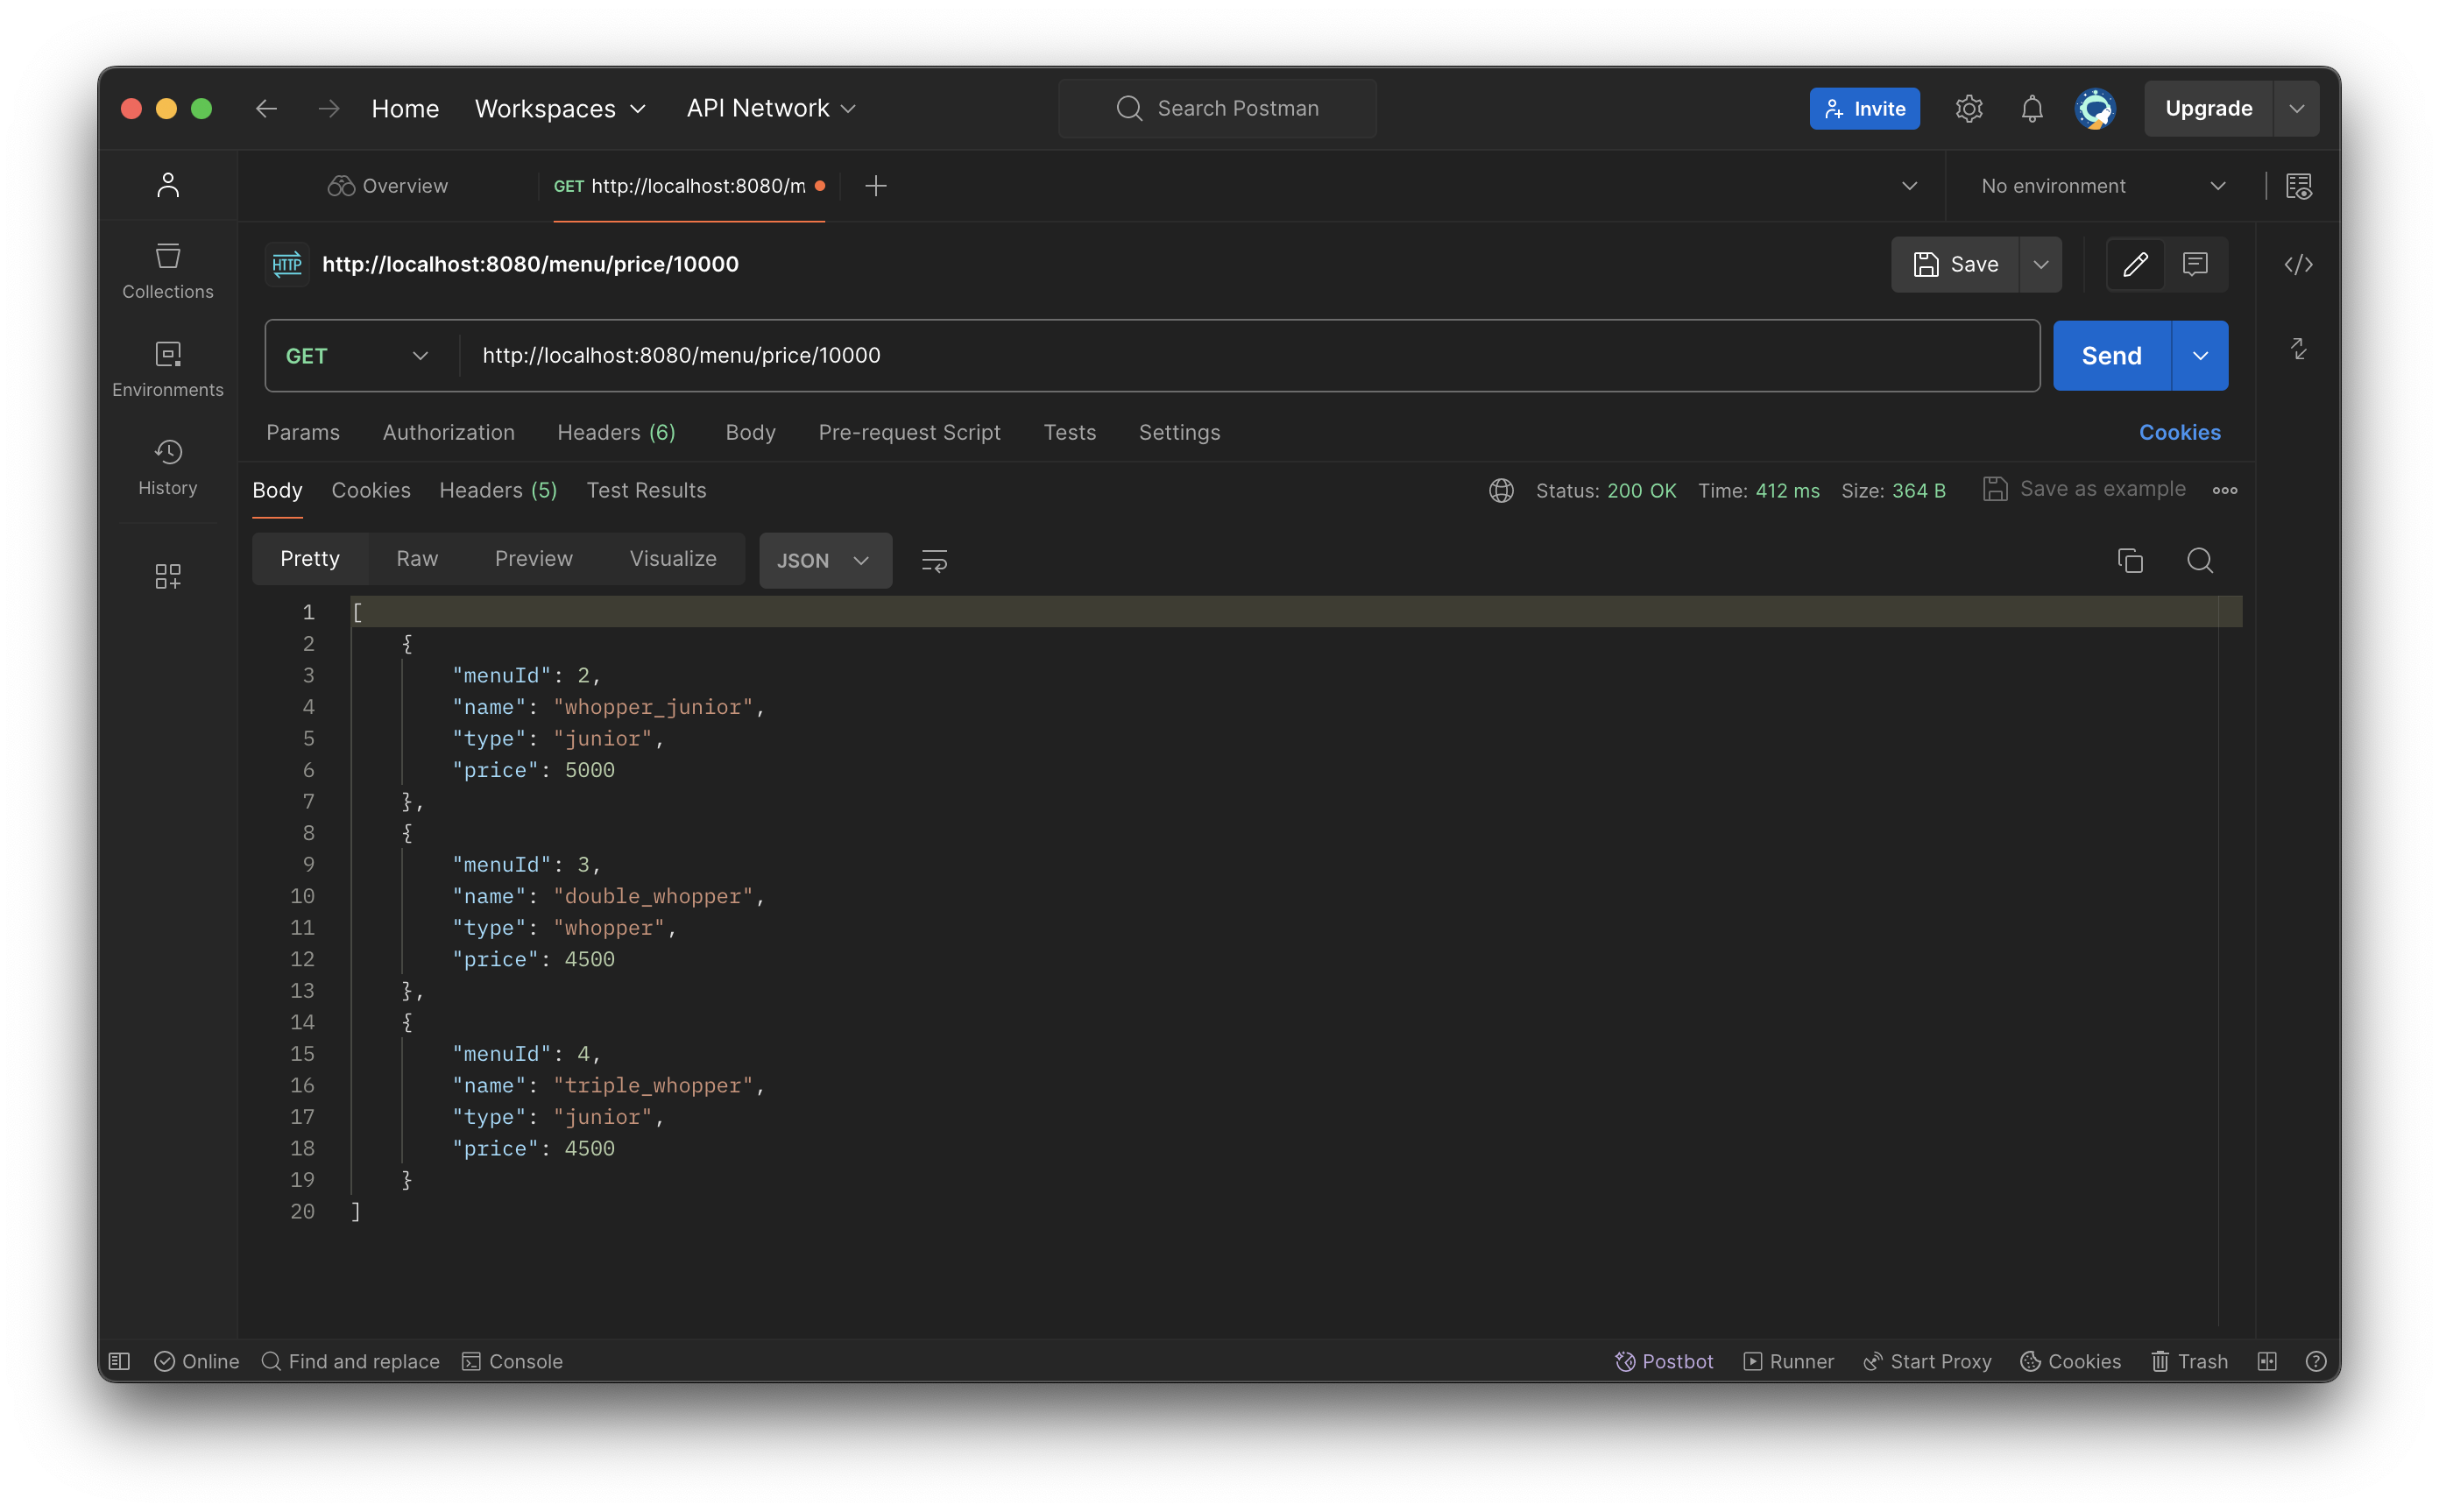 Home Workspaces API Network Search Postman Invite Upgrade
Overview GET http://localhost:8080/m No environment
HTTP http://localhost:8080/menu/price/10000 Save
Collections
Environments
History
GET http://localhost:8080/menu/price/10000 Send
Params Authorization Headers (6) Body Pre-request Script Tests Settings Cookies
Body Cookies Headers (5) Test Results Status: 200 OK Time: 412 ms Size: 364 B Save as example
Pretty Raw Preview Visualize JSON
1 [
2 {
3 "menuId": 2,
4 "name": "whopper_junior",
5 "type": "junior",
6 "price": 5000
7 },
8 {
9 "menuId": 3,
10 "name": "double_whopper",
11 "type": "whopper",
12 "price": 4500
13 },
14 {
15 "menuId": 4,
16 "name": "triple_whopper",
17 "type": "junior",
18 "price": 4500
19 }
20 ]
Online Find and replace Console Postbot Runner Start Proxy Cookies Trash